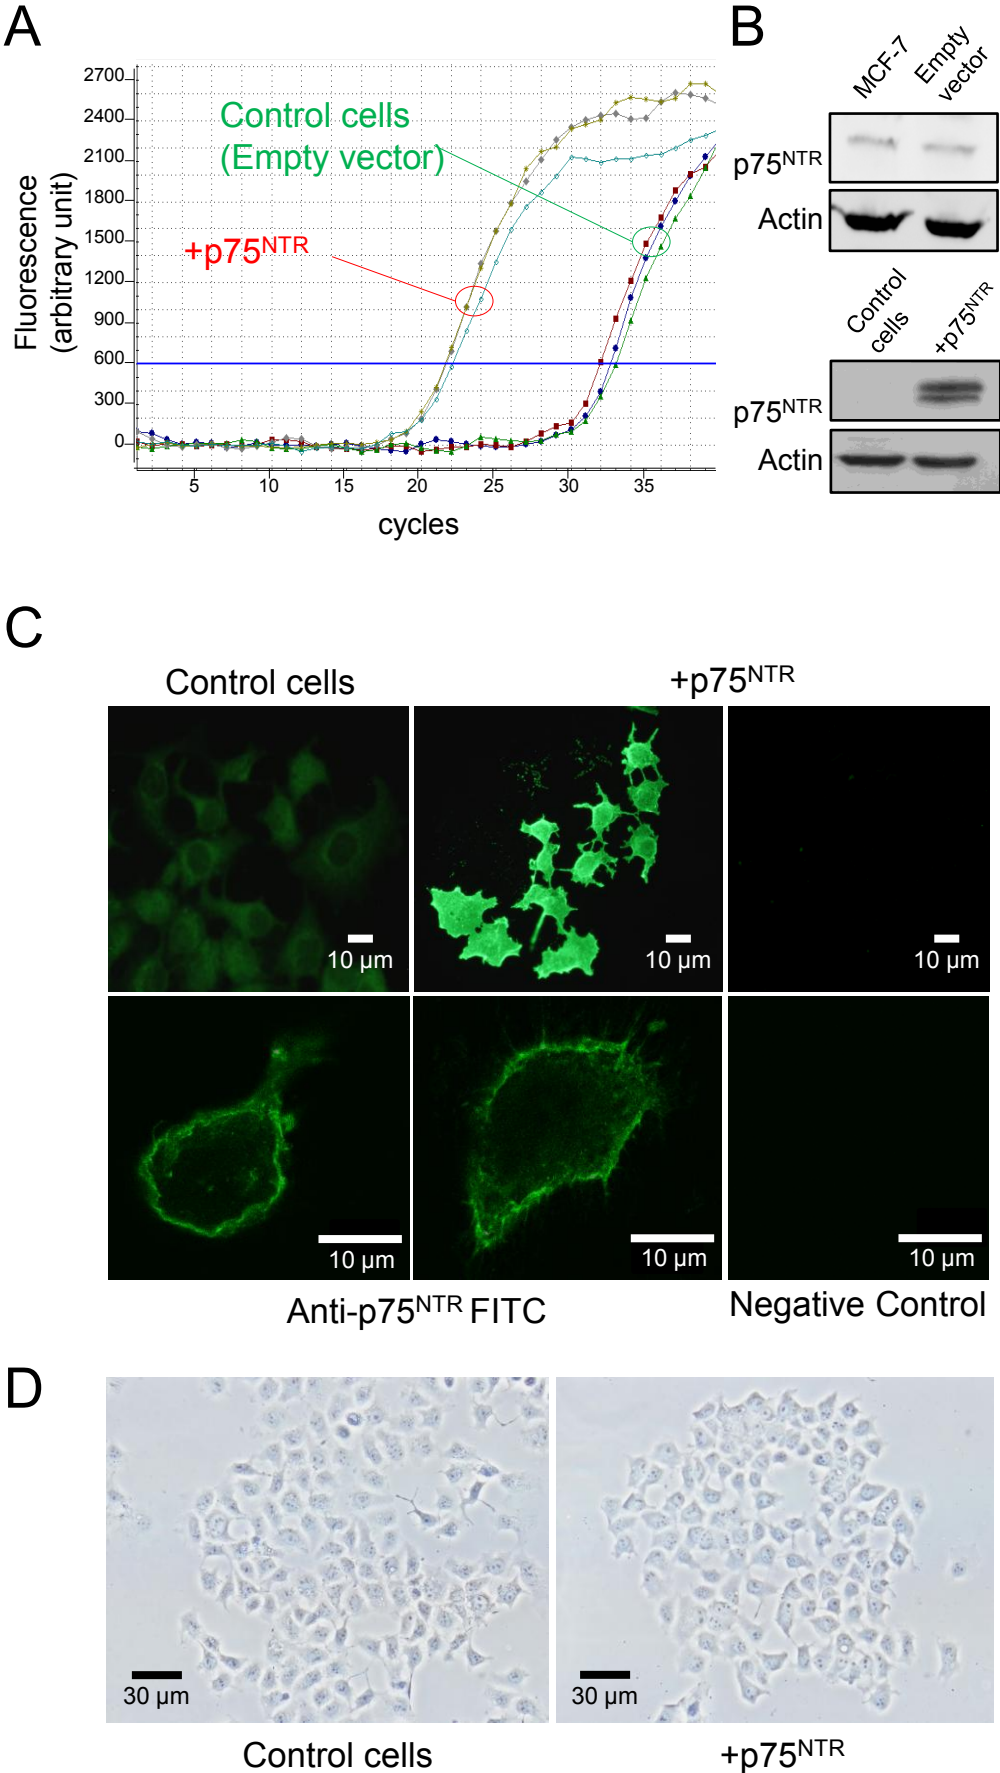 A
2700
2400
2100
1800
1500
1200
900
600
300
0
Fluorescence
(arbitrary unit)
Control cells
(Empty vector)
+p75NTR
5 10 15 20 25 30 35
cycles
B
MCF-7
Empty
vector
p75NTR
Actin
Control
cells
+p75NTR
p75NTR
Actin
C
Control cells
+p75NTR
10 µm
10 µm
10 µm
10 µm
10 µm
10 µm
Anti-p75NTR FITC
Negative Control
D
30 µm
30 µm
Control cells
+p75NTR